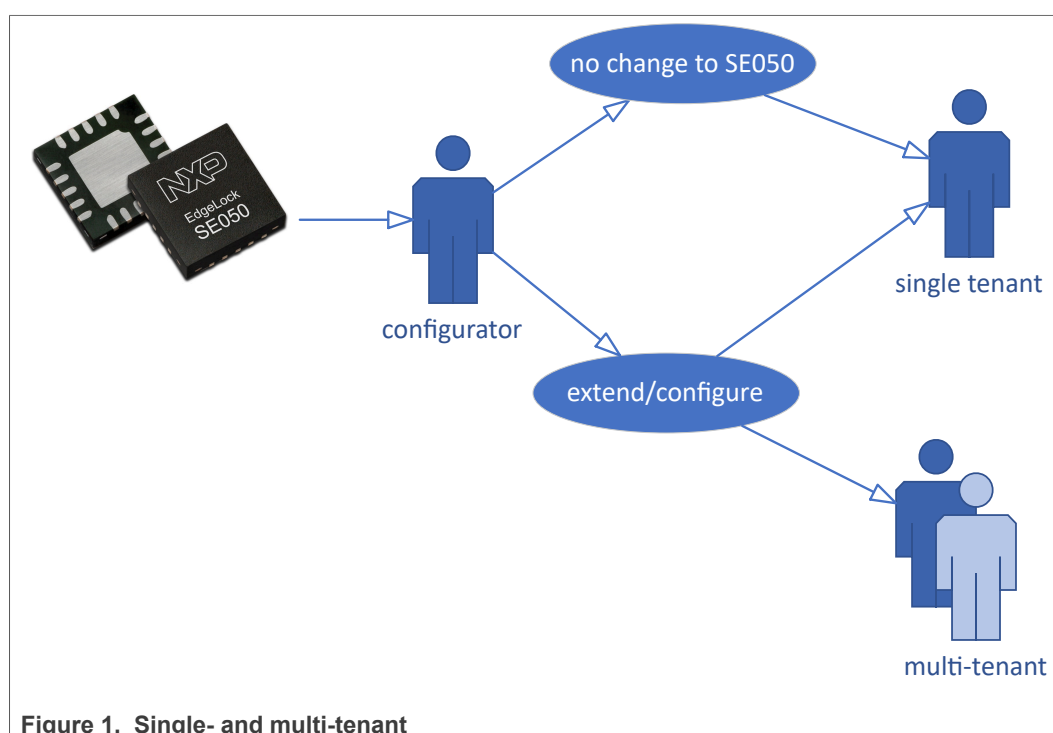 no change to SE050
NXP
EdgeLock
SE050
single tenant
configurator
extend/configure
multi-tenant
Figure 1. Single- and multi-tenant